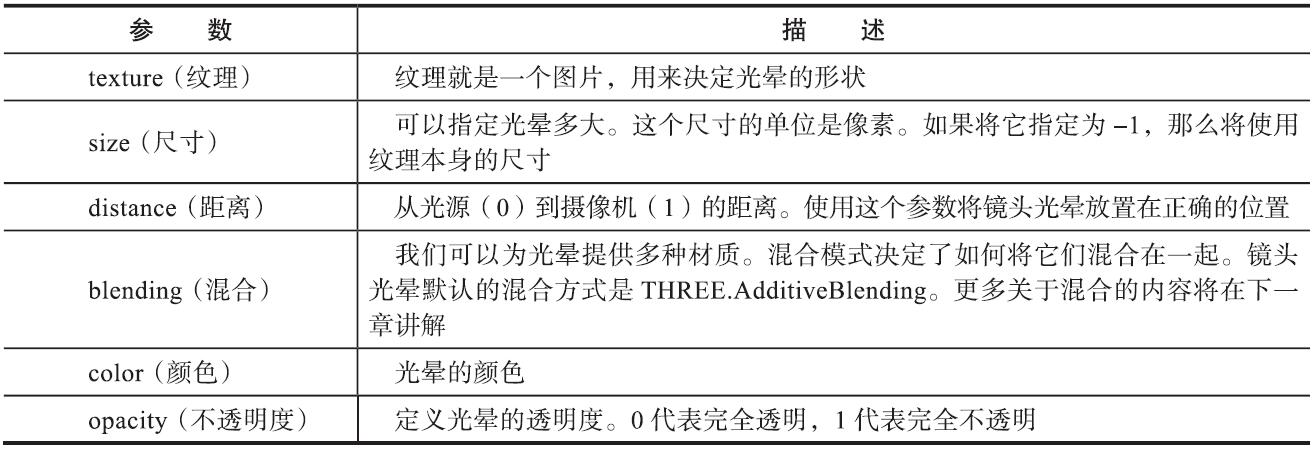 参 数 描 述
texture（纹理） 纹理就是一个图片，用来决定光晕的形状
size（尺寸） 可以指定光晕多大。这个尺寸的单位是像素。如果将它指定为 –1，那么将使用
纹理本身的尺寸
distance（距离） 从光源（0）到摄像机（1）的距离。使用这个参数将镜头光晕放置在正确的位置
blending（混合） 我们可以为光晕提供多种材质。混合模式决定了如何将它们混合在一起。镜头
光晕默认的混合方式是 THREE.AdditiveBlending。更多关于混合的内容将在下一
章讲解
color（颜色） 光晕的颜色
opacity（不透明度） 定义光晕的透明度。0 代表完全透明，1 代表完全不透明